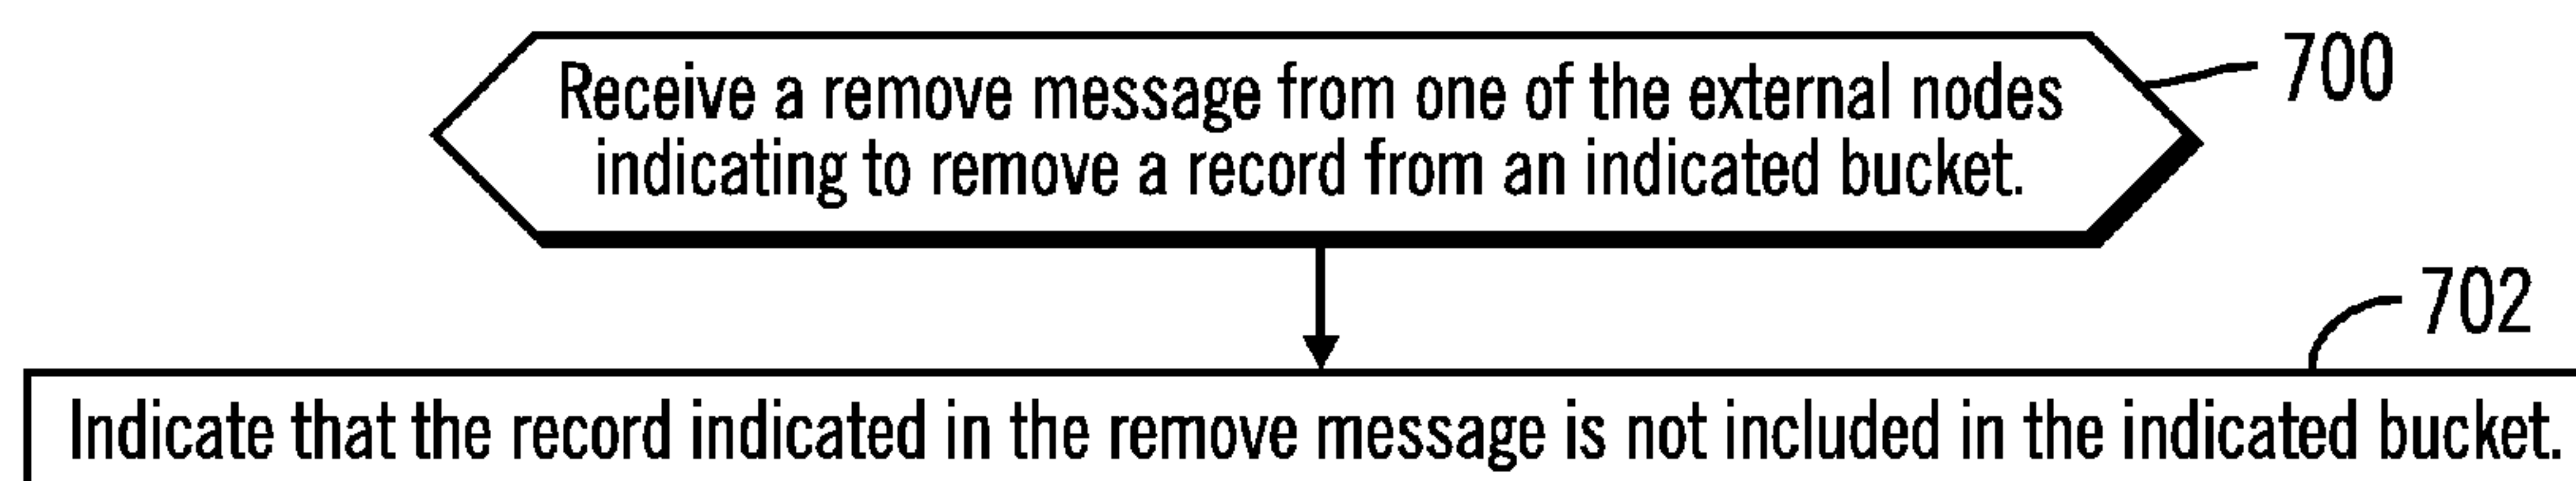 Receive a remove message from one of the external nodes
700
indicating to remove a record from an indicated bucket.
702
Indicate that the record indicated in the remove message is not included in the indicated bucket.